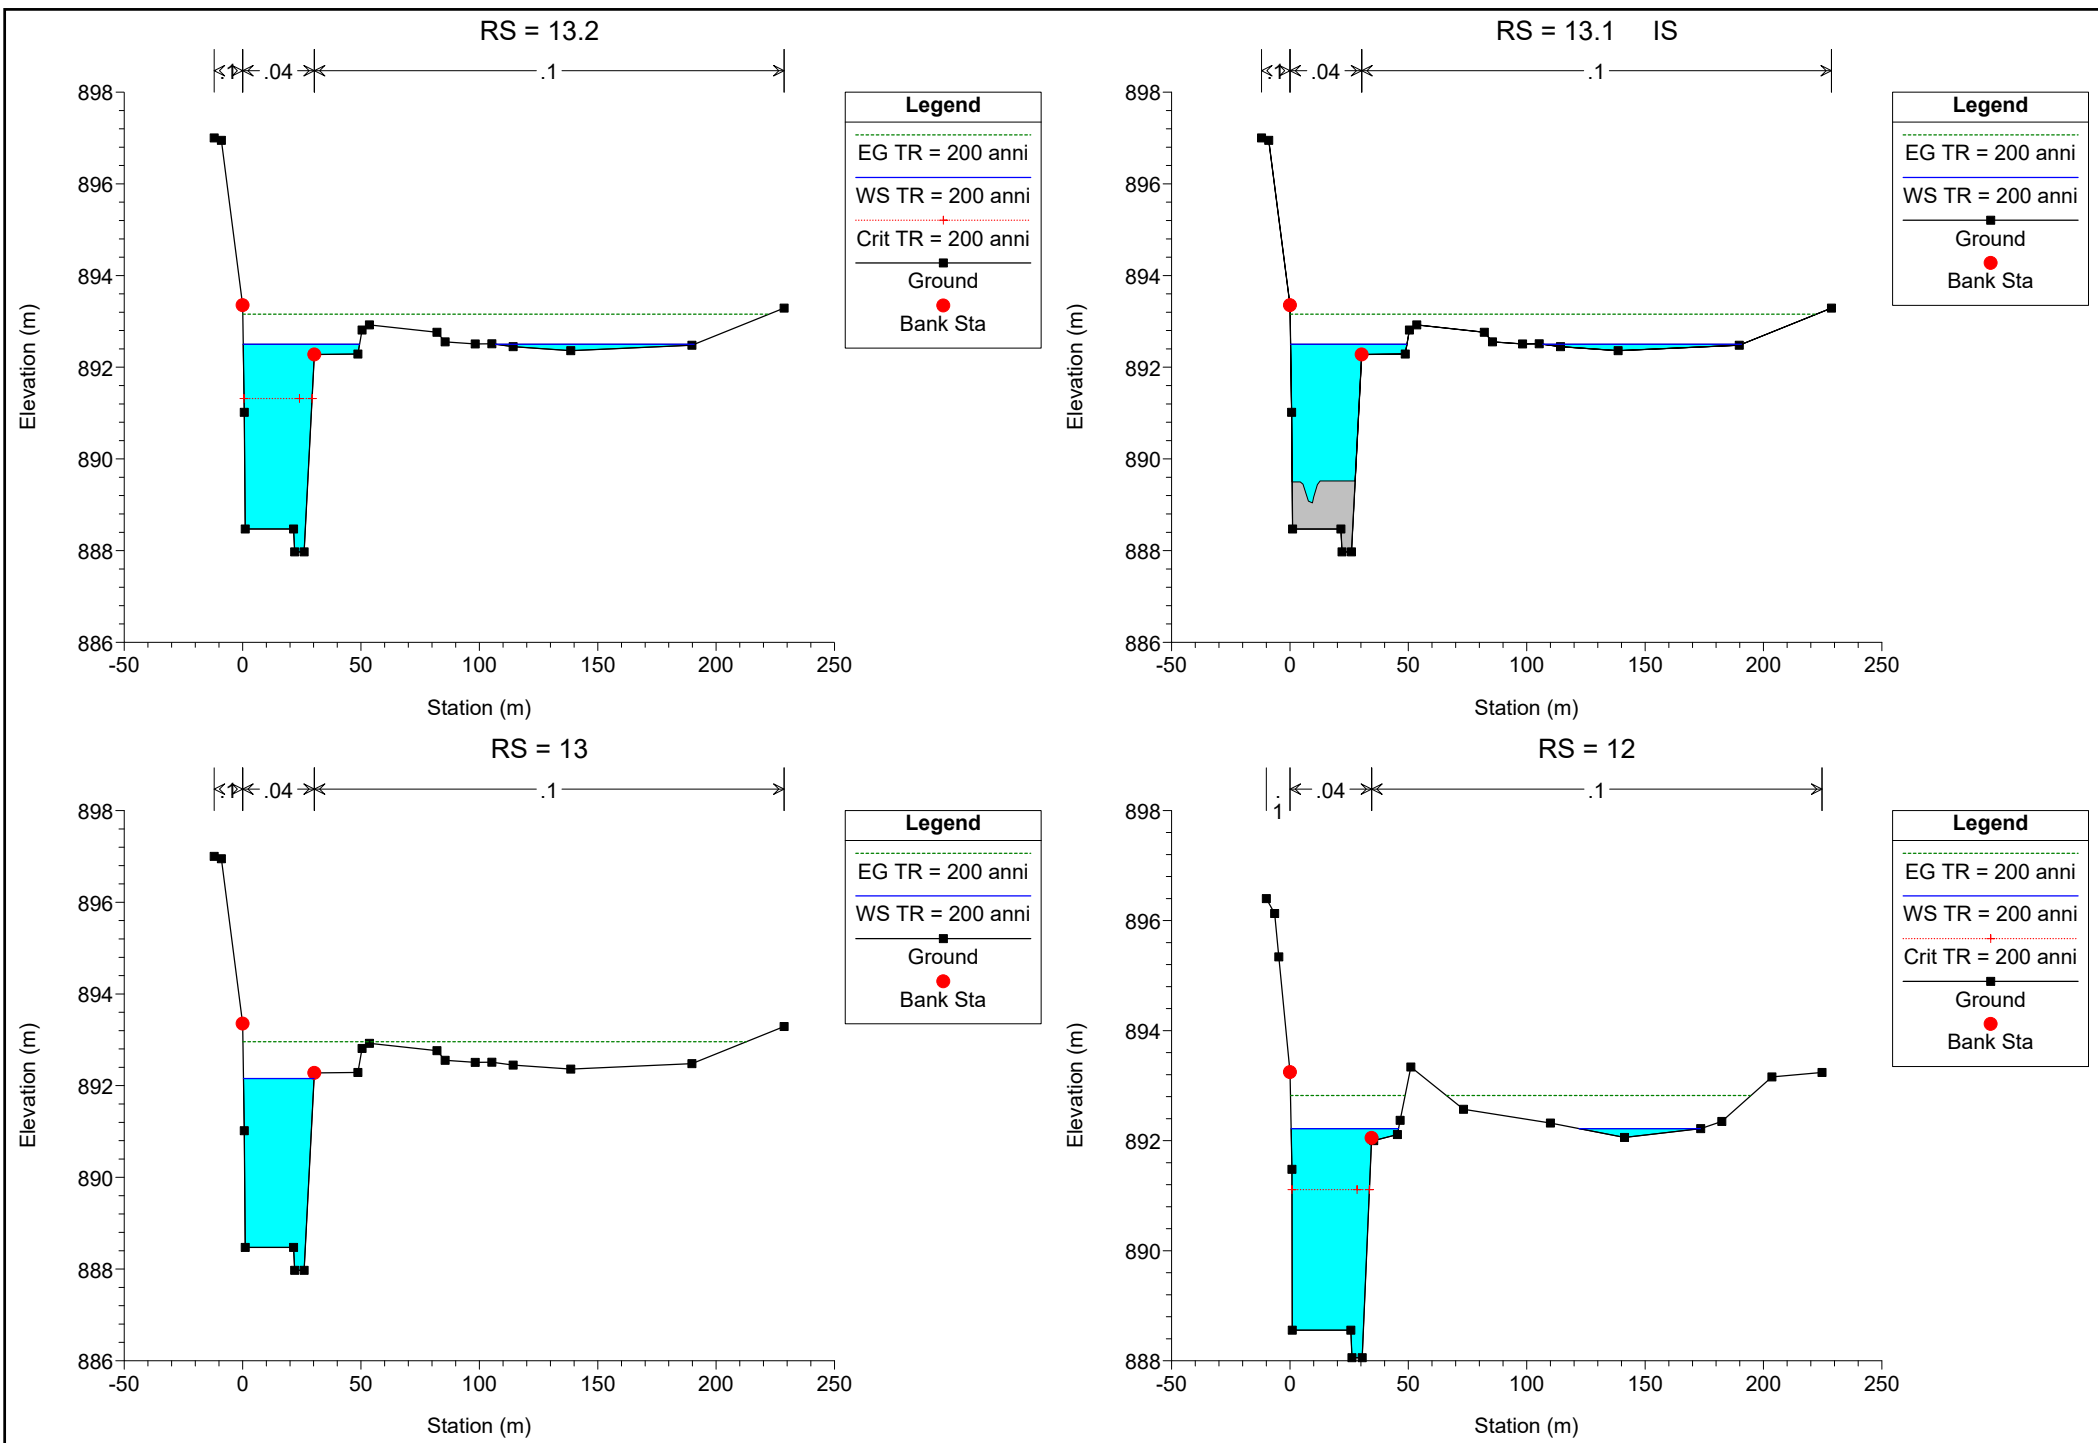 RS = 13.2
.1 .04 .1
898
896
894
892
890
888
886
-50 0 50 100 150 200 250
Elevation (m)
Station (m)
Legend
EG TR = 200 anni
WS TR = 200 anni
Crit TR = 200 anni
Ground
Bank Sta
RS = 13.1 IS
.1 .04 .1
898
896
894
892
890
888
886
-50 0 50 100 150 200 250
Elevation (m)
Station (m)
Legend
EG TR = 200 anni
WS TR = 200 anni
Ground
Bank Sta
RS = 13
.1 .04 .1
898
896
894
892
890
888
886
-50 0 50 100 150 200 250
Elevation (m)
Station (m)
Legend
EG TR = 200 anni
WS TR = 200 anni
Ground
Bank Sta
RS = 12
.1 .04 .1
898
896
894
892
890
888
-50 0 50 100 150 200 250
Elevation (m)
Station (m)
Legend
EG TR = 200 anni
WS TR = 200 anni
Crit TR = 200 anni
Ground
Bank Sta